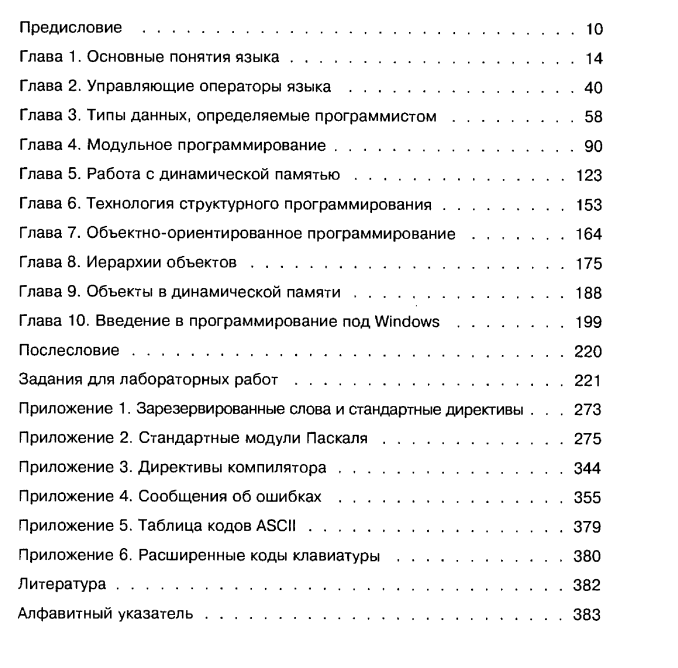 Предисловие . . . . . . . . . . . . . . . . . . . . . . . . . . . . . . 10
Глава 1. Основные понятия языка . . . . . . . . . . . . . . . . . . . 14
Глава 2. Управляющие операторы языка . . . . . . . . . . . . . . . 40
Глава 3. Типы данных, определяемые программистом . . . . . . . . 58
Глава 4. Модульное программирование . . . . . . . . . . . . . . . . 90
Глава 5. Работа с динамической памятью . . . . . . . . . . . . . . 123
Глава 6. Технология структурного программирования . . . . . . . . 153
Глава 7. Объектно-ориентированное программирование . . . . . . 164
Глава 8. Иерархии объектов . . . . . . . . . . . . . . . . . . . . . 175
Глава 9. Объекты в динамической памяти . . . . . . . . . . . . . . 188
Глава 10. Введение в программирование под Windows . . . . . . . 199
Послесловие . . . . . . . . . . . . . . . . . . . . . . . . . . . . . 220
Задания для лабораторных работ . . . . . . . . . . . . . . . . . . 221
Приложение 1. Зарезервированные слова и стандартные директивы . . . 273
Приложение 2. Стандартные модули Паскаля . . . . . . . . . . . . 275
Приложение 3. Директивы компилятора . . . . . . . . . . . . . . . 344
Приложение 4. Сообщения об ошибках . . . . . . . . . . . . . . . 355
Приложение 5. Таблица кодов ASCII . . . . . . . . . . . . . . . . . 379
Приложение 6. Расширенные коды клавиатуры . . . . . . . . . . . 380
Литература . . . . . . . . . . . . . . . . . . . . . . . . . . . . . . 382
Алфавитный указатель . . . . . . . . . . . . . . . . . . . . . . . . 383